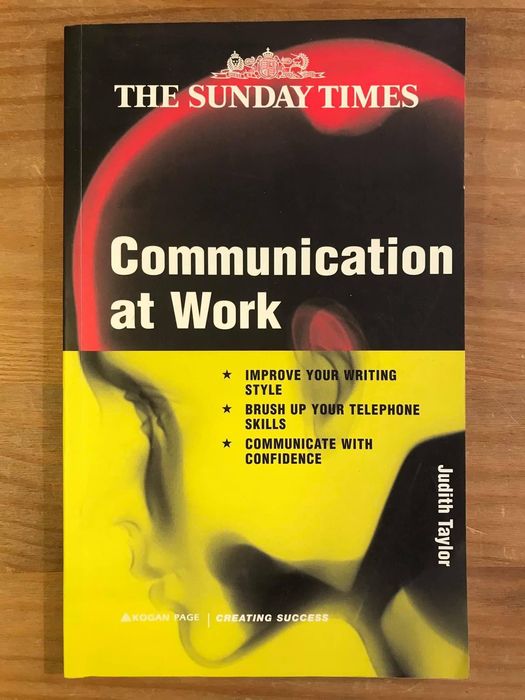 THE SUNDAY TIMES
Communication
at Work
★ IMPROVE YOUR WRITING
STYLE
★ BRUSH UP YOUR TELEPHONE
SKILLS
★ COMMUNICATE WITH
CONFIDENCE
Judith Taylor
KOGAN PAGE | CREATING SUCCESS